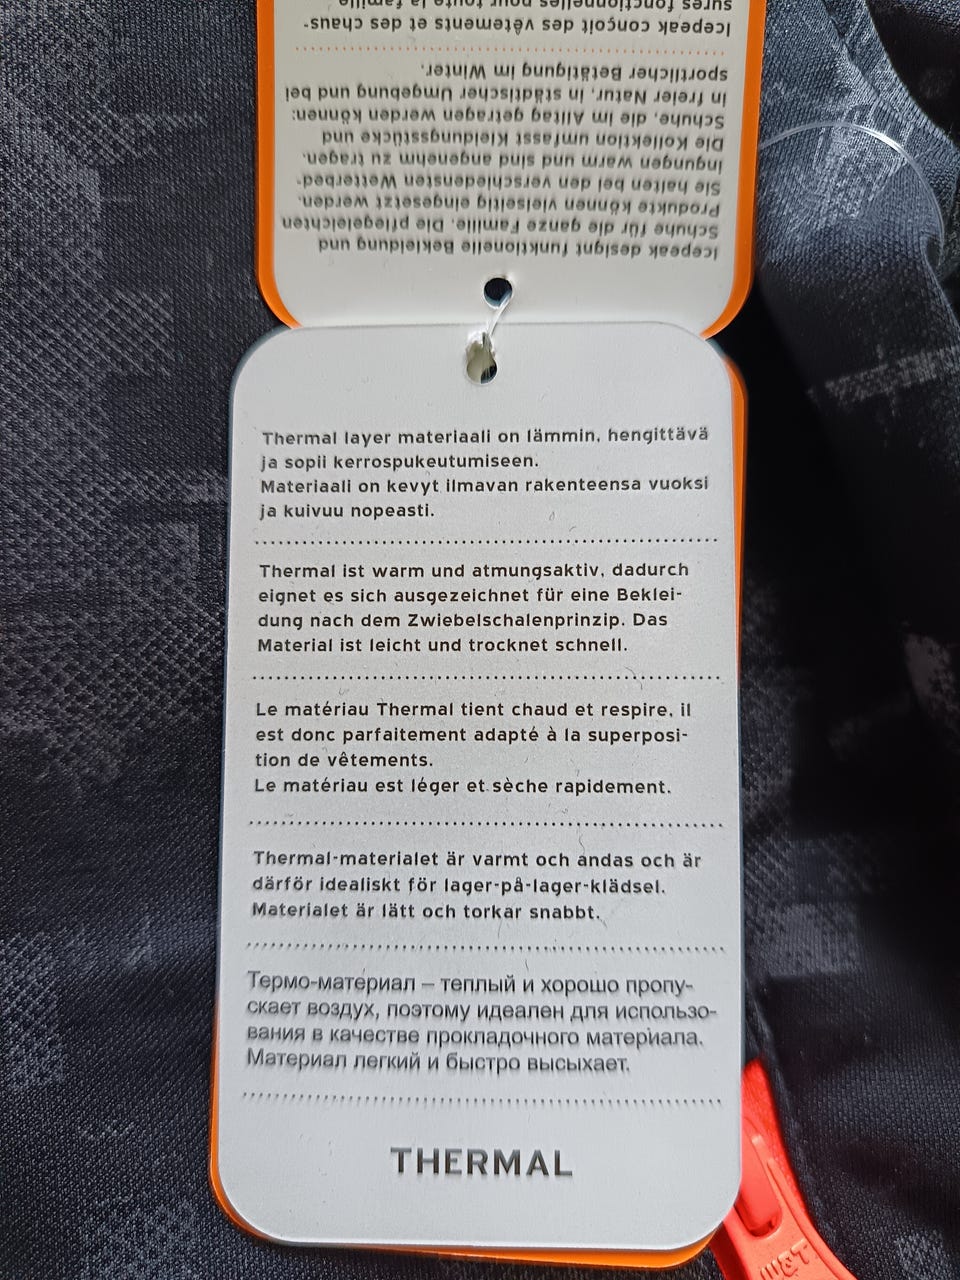 Icepeak designt funktionelle Bekleidung und
Schuhe für die ganze Familie. Die pflegeleichten
Produkte können vielseitig eingesetzt werden.
Sie halten bei den verschiedensten Wetterbed-
ingungen warm und sind angenehm zu tragen.
Die Kollektion umfasst Kleidungsstücke und
Schuhe, die im Alltag getragen werden können:
in freier Natur, in städtischer Umgebung und bei
sportlicher Betätigung im Winter.
Icepeak conçoit des vêtements et des chaus-
sures fonctionnelles pour toute la famille.
Thermal layer materiaali on lämmin, hengittävä
ja sopii kerrospukeutumiseen.
Materiaali on kevyt ilmavan rakenteensa vuoksi
ja kuivuu nopeasti.
Thermal ist warm und atmungsaktiv, dadurch
eignet es sich ausgezeichnet für eine Beklei-
dung nach dem Zwiebelschalenprinzip. Das
Material ist leicht und trocknet schnell.
Le matériau Thermal tient chaud et respire, il
est donc parfaitement adapté à la superposi-
tion de vêtements.
Le matériau est léger et sèche rapidement.
Thermal-materialet är varmt och andas och är
därför idealiskt för lager-på-lager-klädsel.
Materialet är lätt och torkar snabbt.
Термо-материал – теплый и хорошо пропу-
скает воздух, поэтому идеален для использо-
вания в качестве прокладочного материала.
Материал легкий и быстро высыхает.
THERMAL